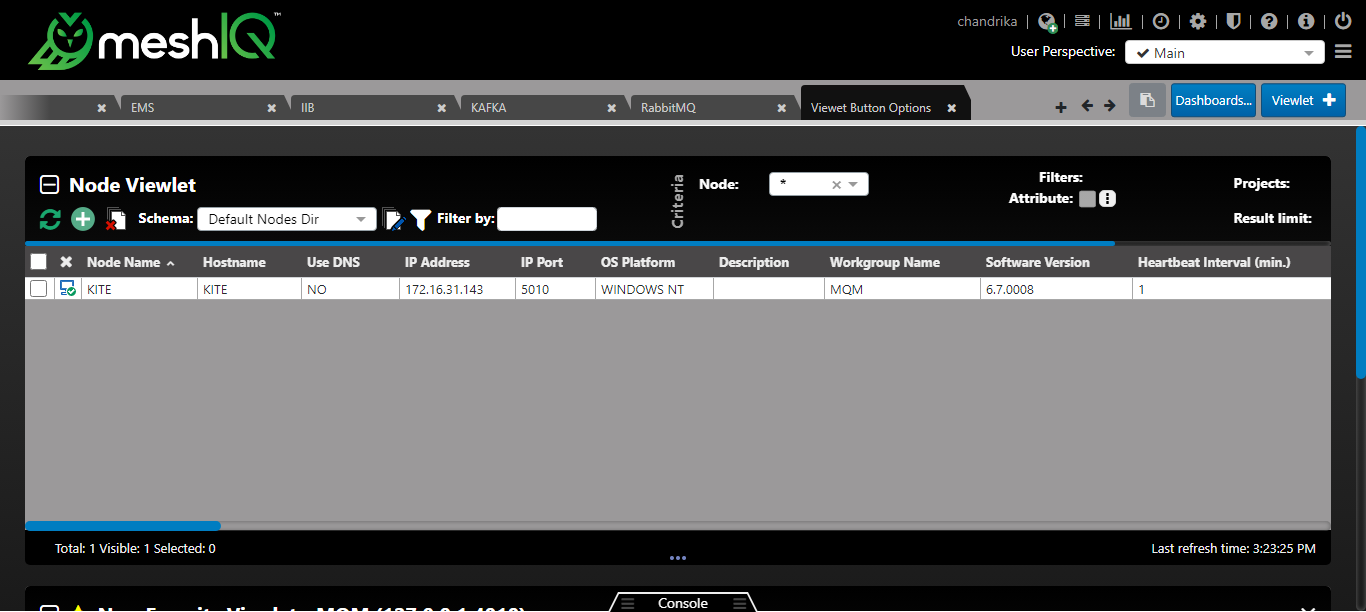 meshIQ™
chandrika
User Perspective: Main
EMS IIB KAFKA RabbitMQ Viewet Button Options
Dashboards... Viewlet
Node Viewlet
Criteria
Node: *
Filters:
Attribute:
Projects:
Schema: Default Nodes Dir Filter by:
Result limit:
Node Name Hostname Use DNS IP Address IP Port OS Platform Description Workgroup Name Software Version Heartbeat Interval (min.)
KITE KITE NO 172.16.31.143 5010 WINDOWS NT MQM 6.7.0008 1
Total: 1 Visible: 1 Selected: 0
Last refresh time: 3:23:25 PM
Console